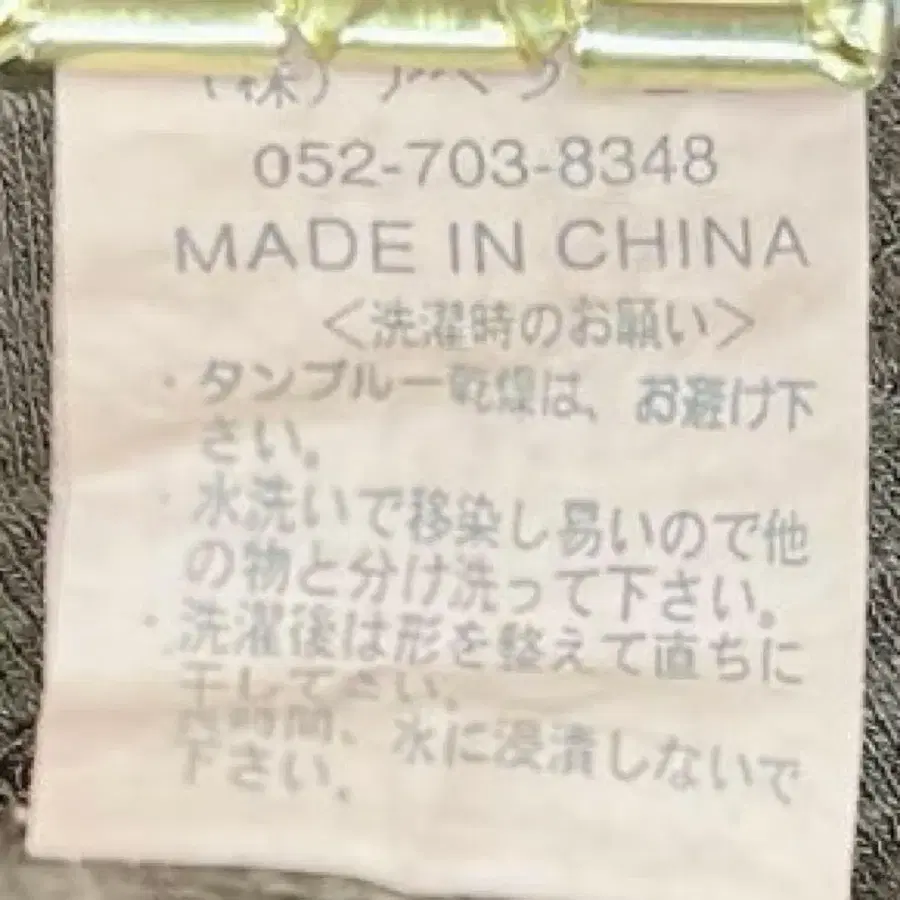 052-703-8348
MADE IN CHINA
＜洗濯時のお願い＞
・タンブルー乾燥は、お避け下
さい。
・水洗いで移染し易いので他
の物と分け洗って下さい。
・洗濯後は形を整えて直ちに
干して さい。
時間、水に浸漬しないで
下さい。